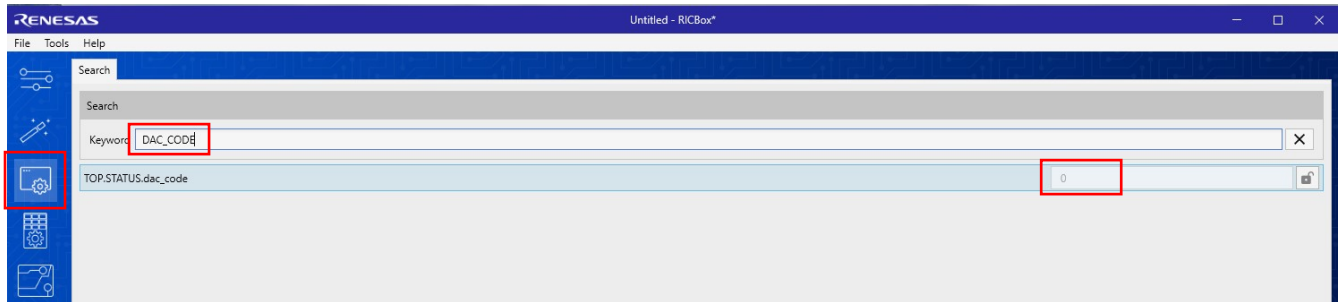 RENESAS
Untitled - RICBox*
File Tools Help
Search
Search
Keyword DAC_CODE
TOP.STATUS.dac_code 0